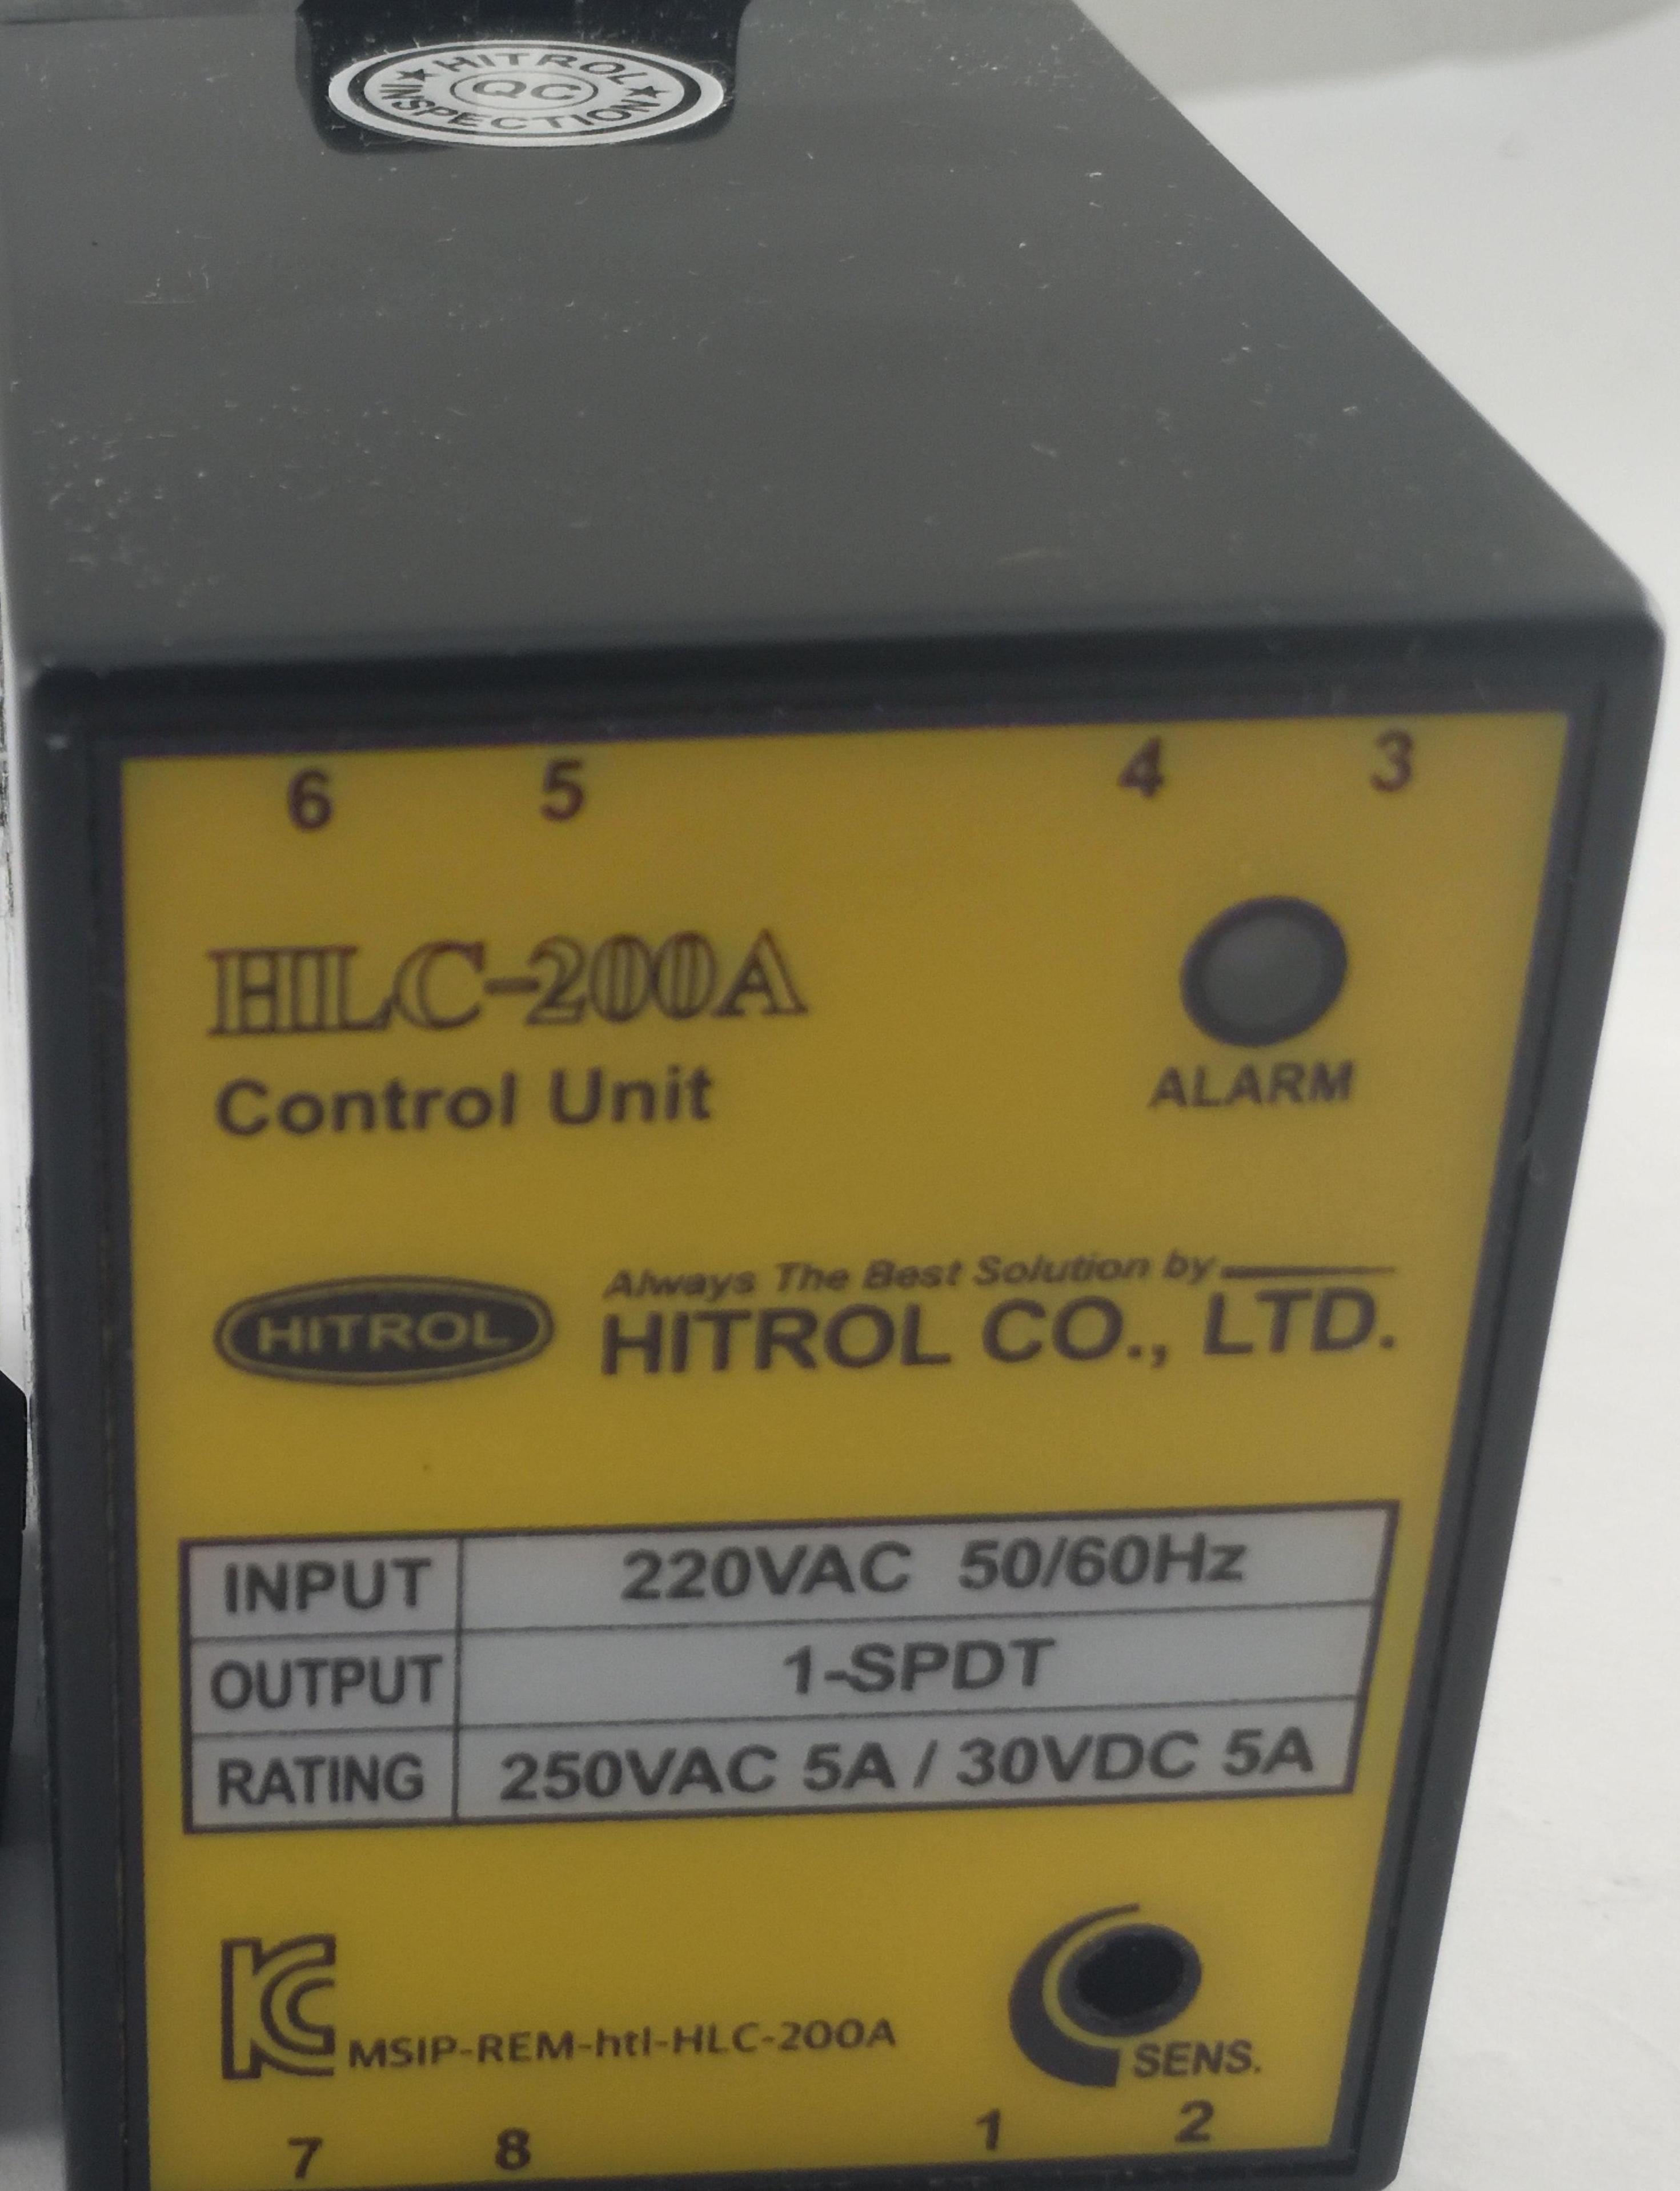 HITROL
QC
INSPECTION
6 5 4 3
HLC-200A
Control Unit
ALARM
HITROL
Always The Best Solution by
HITROL CO., LTD.
INPUT 220VAC 50/60Hz
OUTPUT 1-SPDT
RATING 250VAC 5A / 30VDC 5A
KC MSIP-REM-htl-HLC-200A
SENS.
7 8 1 2